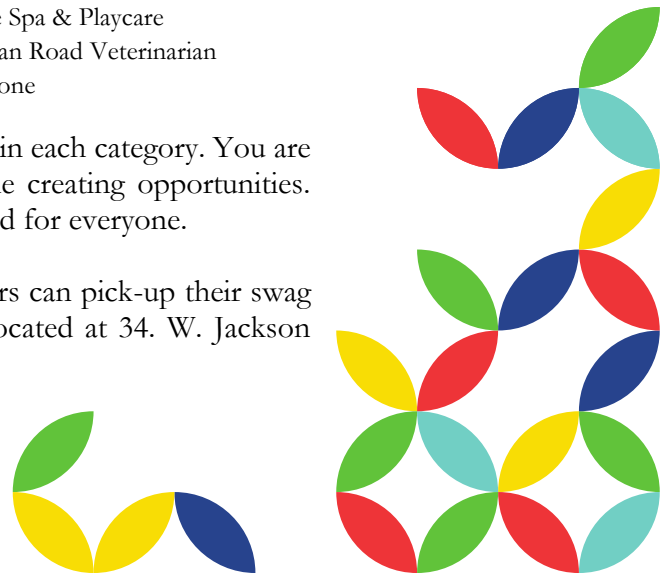 Spa & Playcare
an Road Veterinarian
one
in each category. You are
creating opportunities.
d for everyone.
rs can pick-up their swag
ocated at 34. W. Jackson